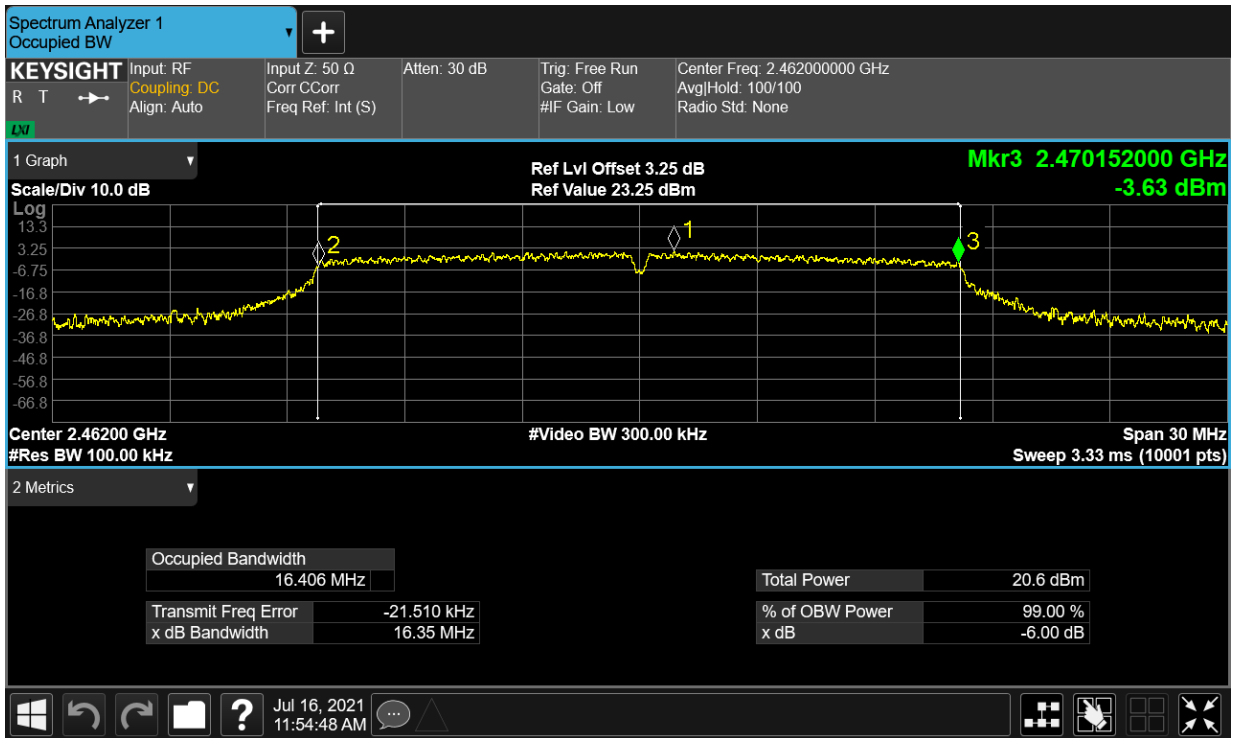 Spectrum Analyzer 1
Occupied BW
▼
+
KEYSIGHT
R T
LXI
Input: RF
Coupling: DC
Align: Auto
Input Z: 50 Ω
Corr CCorr
Freq Ref: Int (S)
Atten: 30 dB
Trig: Free Run
Gate: Off
#IF Gain: Low
Center Freq: 2.462000000 GHz
Avg|Hold: 100/100
Radio Std: None
1 Graph ▼
Scale/Div 10.0 dB
Ref Lvl Offset 3.25 dB
Ref Value 23.25 dBm
Mkr3 2.470152000 GHz
-3.63 dBm
Log
13.3
3.25
-6.75
-16.8
-26.8
-36.8
-46.8
-56.8
-66.8
2
1
3
Center 2.46200 GHz
#Res BW 100.00 kHz
#Video BW 300.00 kHz
Span 30 MHz
Sweep 3.33 ms (10001 pts)
2 Metrics ▼
Occupied Bandwidth
16.406 MHz
Transmit Freq Error -21.510 kHz
x dB Bandwidth 16.35 MHz
Total Power 20.6 dBm
% of OBW Power 99.00 %
x dB -6.00 dB
?
Jul 16, 2021
11:54:48 AM